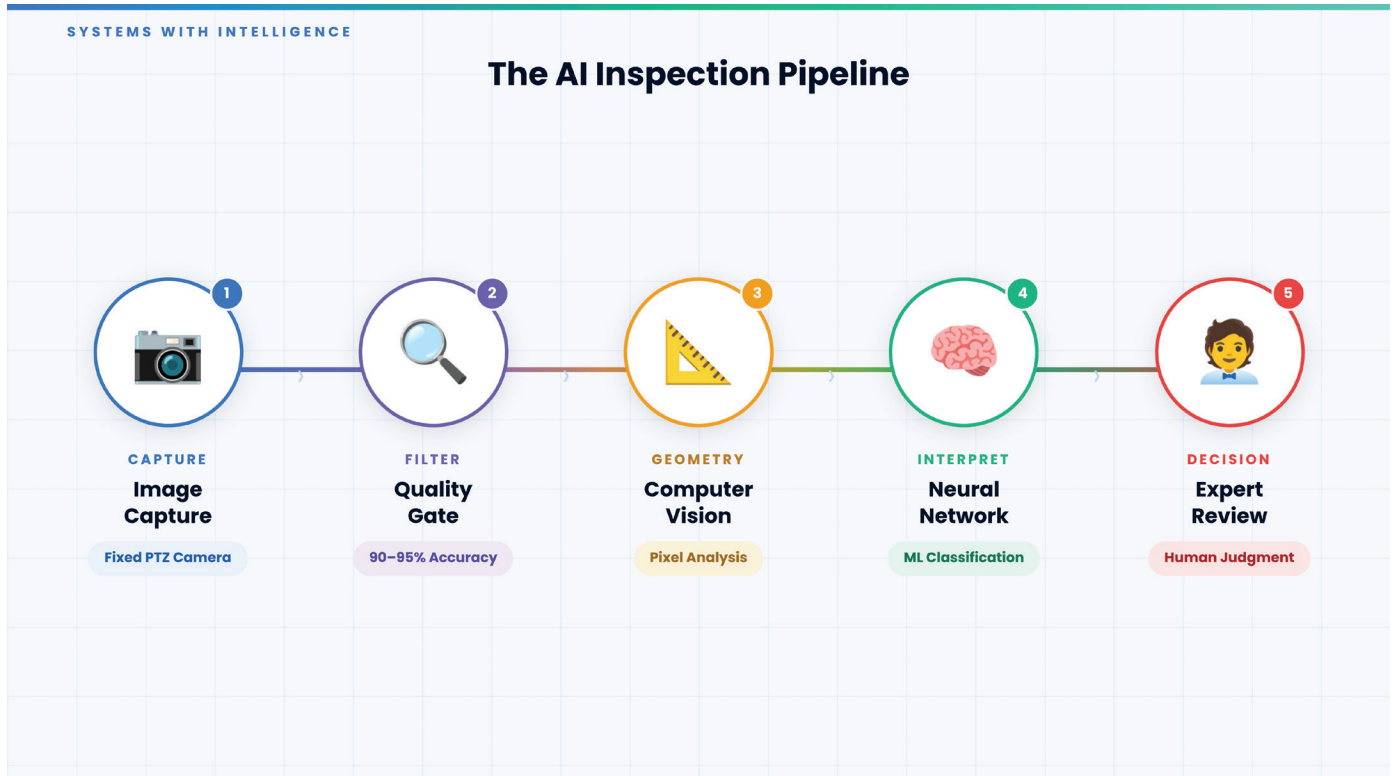 SYSTEMS WITH INTELLIGENCE
The AI Inspection Pipeline
1
2
3
4
5
CAPTURE
Image
Capture
Fixed PTZ Camera
FILTER
Quality
Gate
90–95% Accuracy
GEOMETRY
Computer
Vision
Pixel Analysis
INTERPRET
Neural
Network
ML Classification
DECISION
Expert
Review
Human Judgment